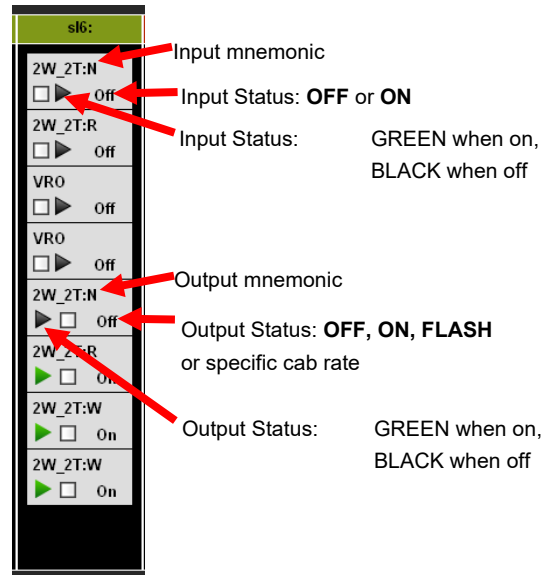 sl6:
2W_2T:N
Off
2W_2T:R
Off
VRO
Off
VRO
Off
2W_2T:N
Off
2W_2T:R
On
2W_2T:W
On
2W_2T:W
On
Input mnemonic
Input Status: OFF or ON
Input Status: GREEN when on,
BLACK when off
Output mnemonic
Output Status: OFF, ON, FLASH
or specific cab rate
Output Status: GREEN when on,
BLACK when off